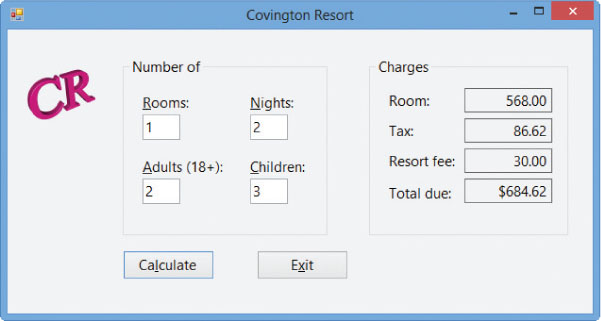 Covington Resort
CR
Number of
Rooms: Nights:
1 2
Adults (18+): Children:
2 3
Charges
Room: 568.00
Tax: 86.62
Resort fee: 30.00
Total due: $684.62
Calculate Exit